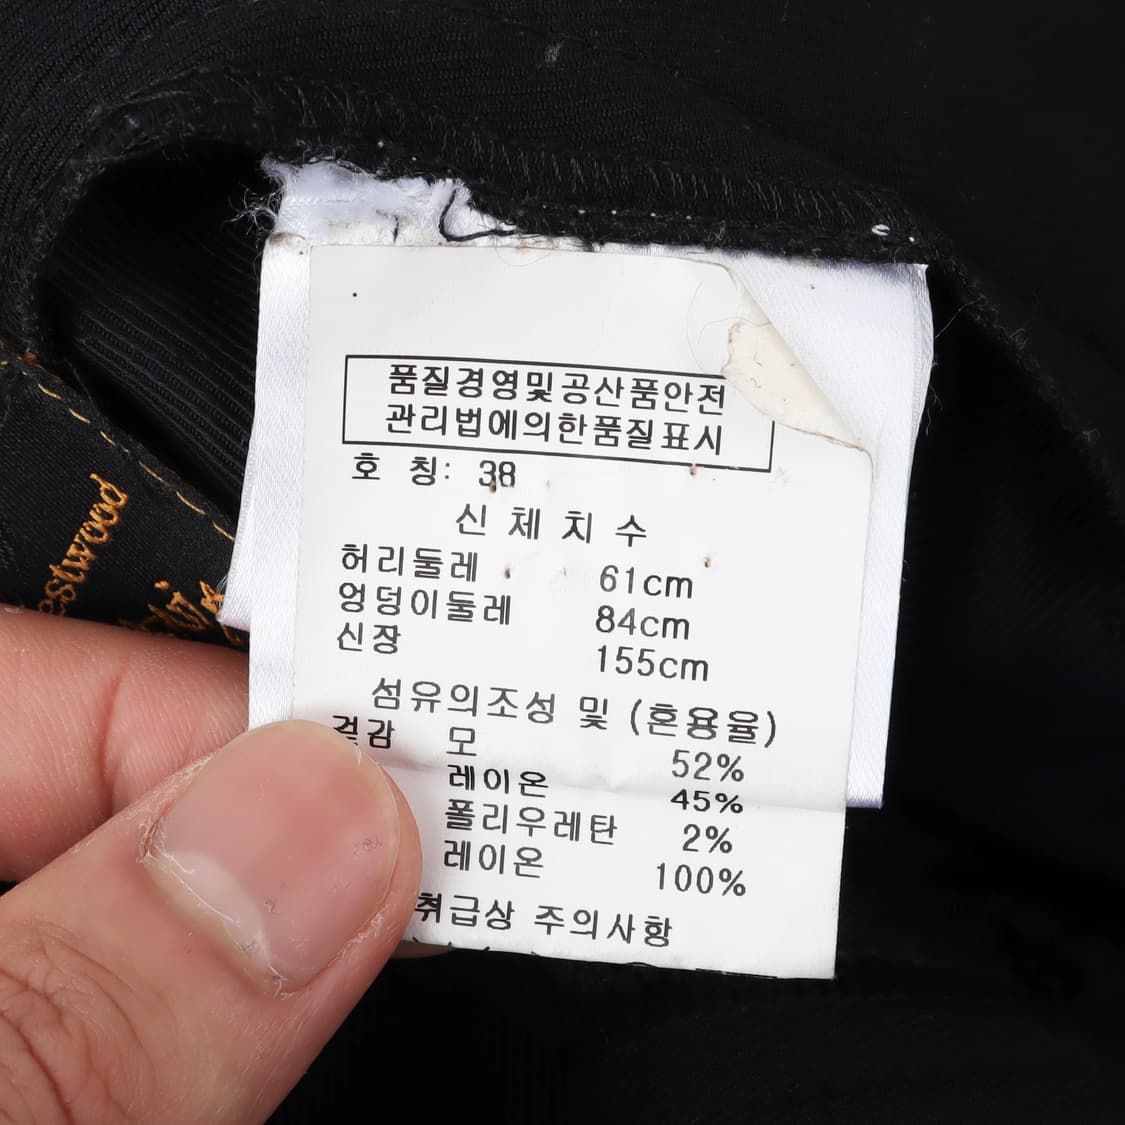 품질경영및공산품안전
관리법에의한품질표시
호 칭: 38
신체치수
허리둘레 61cm
엉덩이둘레 84cm
신장 155cm
섬유의조성 및 (혼용율)
겉감 모 52%
레이온 45%
폴리우레탄 2%
레이온 100%
취급상 주의사항
estwood